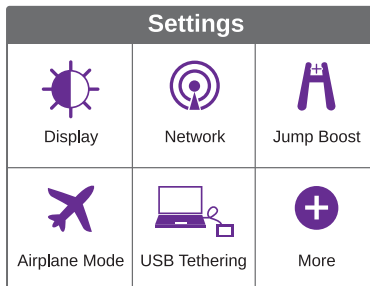 Settings
Display
Network
Jump Boost
Airplane Mode
USB Tethering
More